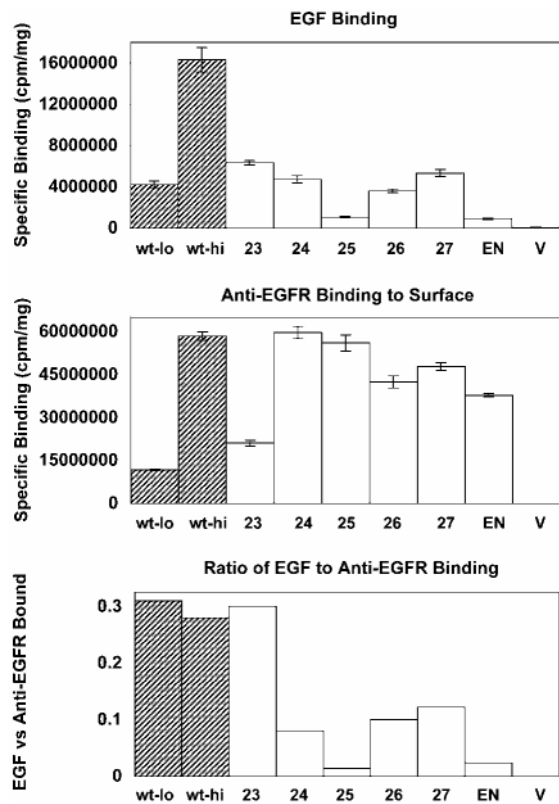 EGF Binding
Specific Binding (cpm/mg)
16000000
12000000
8000000
4000000
0
wt-lo wt-hi 23 24 25 26 27 EN V
Anti-EGFR Binding to Surface
Specific Binding (cpm/mg)
60000000
45000000
30000000
15000000
0
wt-lo wt-hi 23 24 25 26 27 EN V
Ratio of EGF to Anti-EGFR Binding
EGF vs Anti-EGFR Bound
0.3
0.2
0.1
0
wt-lo wt-hi 23 24 25 26 27 EN V